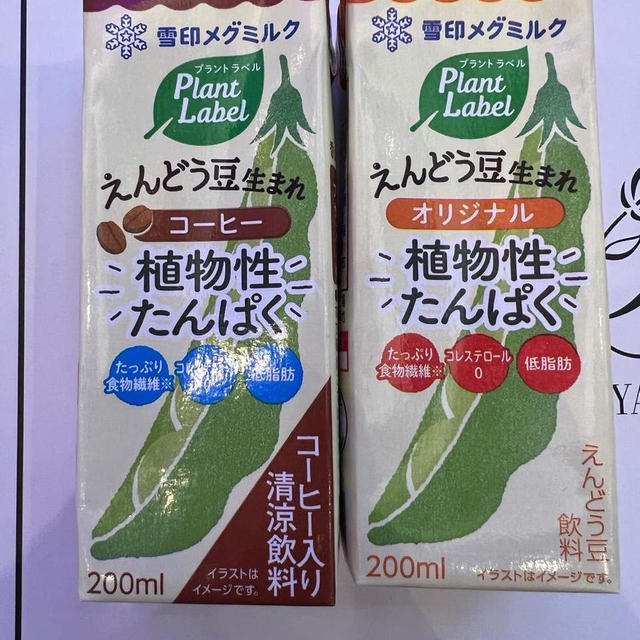 雪印メグミルク
プラントラベル
Plant
Label
えんどう豆生まれ
コーヒー
植物性
たんぱく
たっぷり
食物繊維※
低脂肪
コーヒー入り
清涼飲料
200ml
イラストは
イメージです。
雪印メグミルク
プラントラベル
Plant
Label
えんどう豆生まれ
オリジナル
植物性
たんぱく
たっぷり
食物繊維※
コレステロール
0
低脂肪
えんどう豆
飲料
200ml
イラストはイメージです。
YA